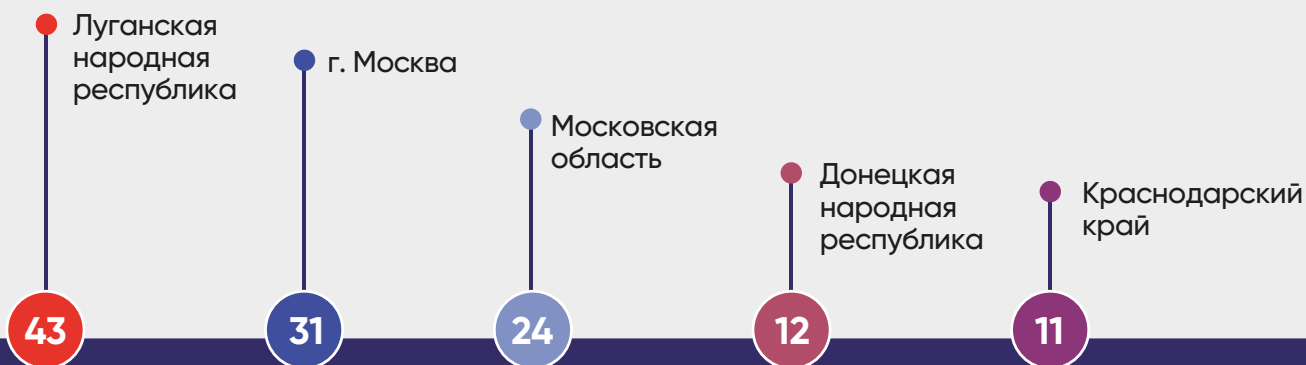 Луганская
народная
республика
г. Москва
Московская
область
Донецкая
народная
республика
Краснодарский
край
43
31
24
12
11